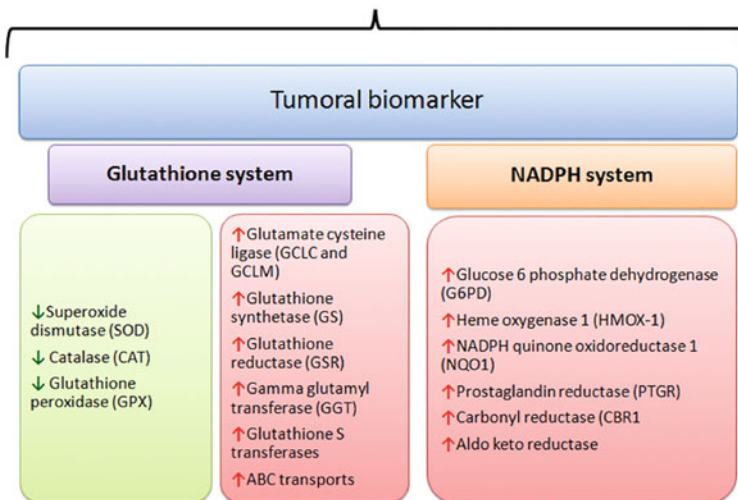 Tumoral biomarker
Glutathione system
NADPH system
↓Superoxide
dismutase (SOD)
↓ Catalase (CAT)
↓ Glutathione
peroxidase (GPX)
↑Glutamate cysteine
ligase (GCLC and
GCLM)
↑Glutathione
synthetase (GS)
↑Glutathione
reductase (GSR)
↑Gamma glutamyl
transferase (GGT)
↑Glutathione S
transferases
↑ABC transports
↑Glucose 6 phosphate dehydrogenase
(G6PD)
↑Heme oxygenase 1 (HMOX-1)
↑NADPH quinone oxidoreductase 1
(NQO1)
↑Prostaglandin reductase (PTGR)
↑Carbonyl reductase (CBR1
↑Aldo keto reductase